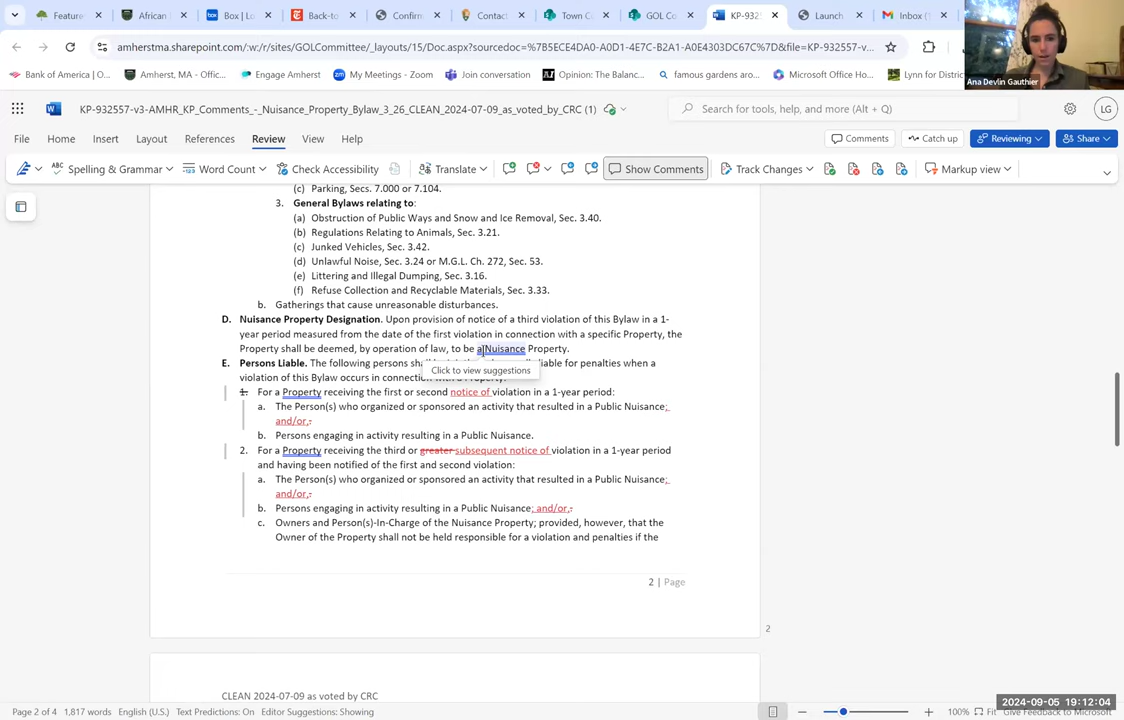 Feature
African
Box | Lo
Back-to
Confirm
Contact
Town Co
GOL Co
KP-932
Launch
Inbox (1
amherstma.sharepoint.com/:w:/r/sites/GOLCommittee/_layouts/15/Doc.aspx?sourcedoc=%7B5ECE4DA0-A0D1-4E7C-B2A1-A0E4303DC67C%7D&file=KP-932557-v...
Bank of America | O...
Amherst, MA - Offic...
Engage Amherst
My Meetings - Zoom
Join conversation
Opinion: The Balanc...
famous gardens aro...
Microsoft Office Ho...
Lynn for Distric
Ana Devlin Gauthier
KP-932557-v3-AMHR_KP_Comments_-_Nuisance_Property_Bylaw_3_26_CLEAN_2024-07-09_as_voted_by_CRC (1)
Search for tools, help, and more (Alt + Q)
LG
File Home Insert Layout References Review View Help
Comments Catch up Reviewing Share
Spelling & Grammar Word Count Check Accessibility Translate Show Comments Track Changes Markup view
(c) Parking, Secs. 7.000 or 7.104.
3. General Bylaws relating to:
(a) Obstruction of Public Ways and Snow and Ice Removal, Sec. 3.40.
(b) Regulations Relating to Animals, Sec. 3.21.
(c) Junked Vehicles, Sec. 3.42.
(d) Unlawful Noise, Sec. 3.24 or M.G.L. Ch. 272, Sec. 53.
(e) Littering and Illegal Dumping, Sec. 3.16.
(f) Refuse Collection and Recyclable Materials, Sec. 3.33.
b. Gatherings that cause unreasonable disturbances.
D. Nuisance Property Designation. Upon provision of notice of a third violation of this Bylaw in a 1-
year period measured from the date of the first violation in connection with a specific Property, the
Property shall be deemed, by operation of law, to be a Nuisance Property.
E. Persons Liable. The following persons liable for penalties when a
violation of this Bylaw occurs in connection with a Property:
Click to view suggestions
1. For a Property receiving the first or second notice of violation in a 1-year period:
a. The Person(s) who organized or sponsored an activity that resulted in a Public Nuisance;
and/or,.
b. Persons engaging in activity resulting in a Public Nuisance.
2. For a Property receiving the third or greater subsequent notice of violation in a 1-year period
and having been notified of the first and second violation:
a. The Person(s) who organized or sponsored an activity that resulted in a Public Nuisance;
and/or,.
b. Persons engaging in activity resulting in a Public Nuisance; and/or,.
c. Owners and Person(s)-In-Charge of the Nuisance Property; provided, however, that the
Owner of the Property shall not be held responsible for a violation and penalties if the
2 | Page
2
CLEAN 2024-07-09 as voted by CRC
2024-09-05 19:12:04
Page 2 of 4 1,817 words English (U.S.) Text Predictions: On Editor Suggestions: Showing
100% Fit Give Feedback to Microsoft